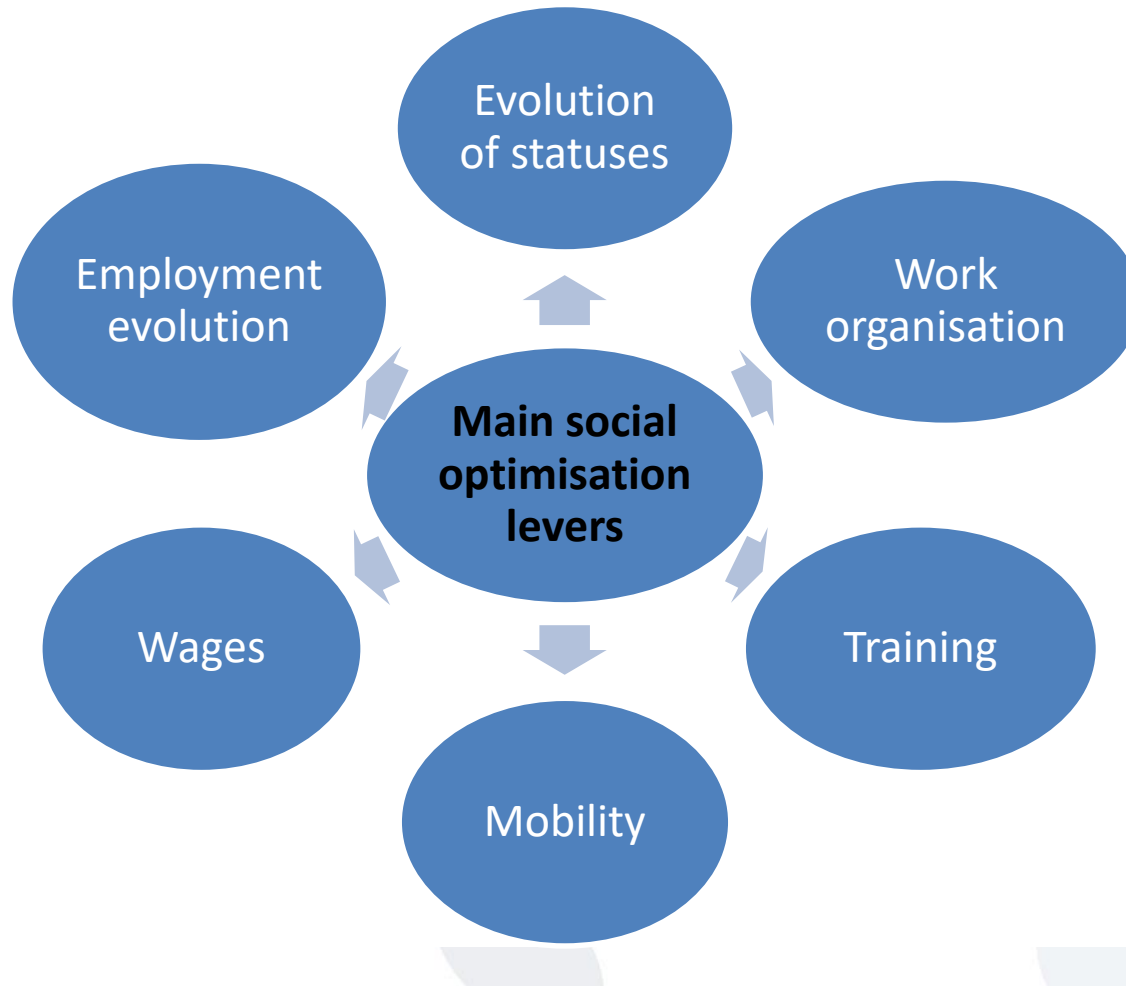 Evolution
of statuses
Employment
evolution
Work
organisation
Main social
optimisation
levers
Wages
Training
Mobility